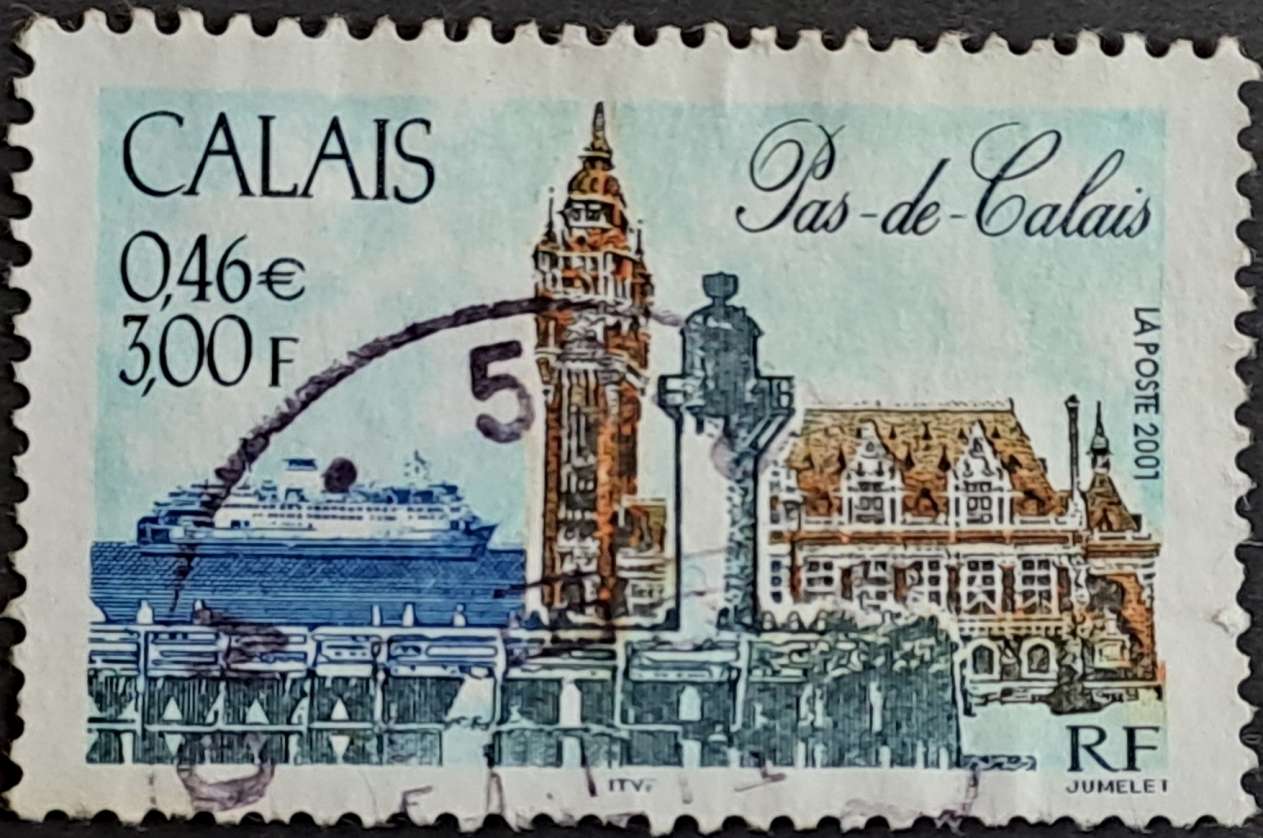 CALAIS
Pas-de-Calais
0,46€
3,00 F
LA POSTE 2001
5
RF
ITVF
JUMELET